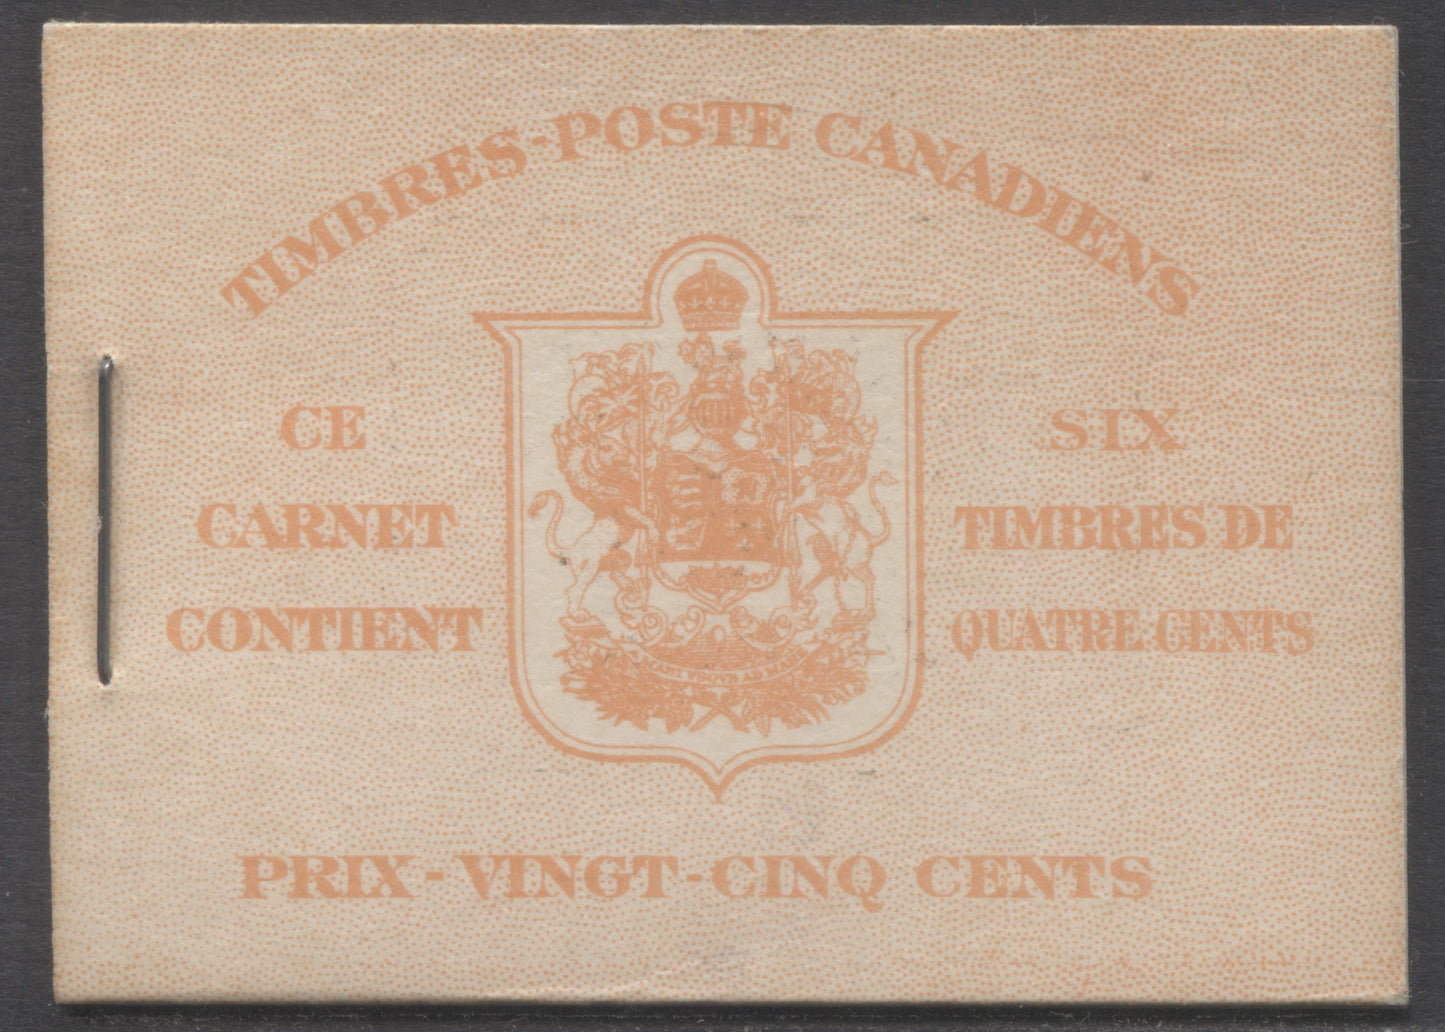 TIMBRES-POSTE CANADIENS
CE
CARNET
CONTIENT
SIX
TIMBRES DE
QUATRE CENTS
PRIX - VINGT - CINQ CENTS